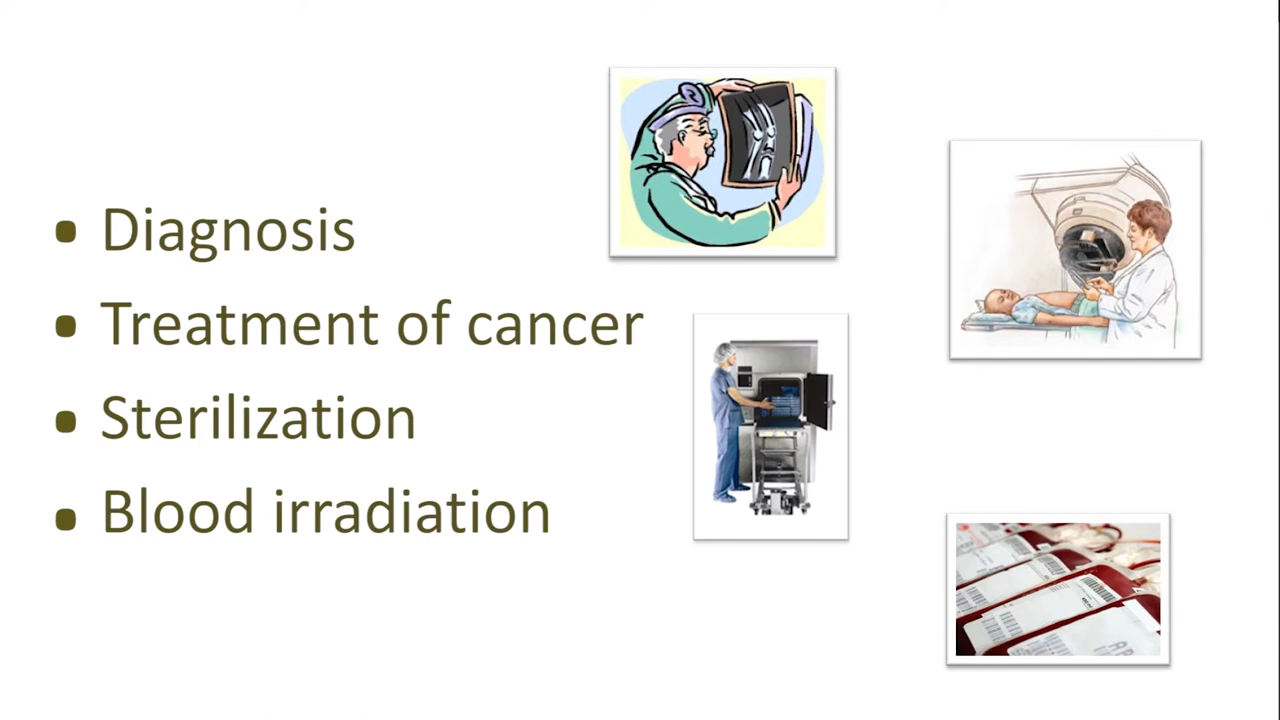 • Diagnosis
• Treatment of cancer
• Sterilization
• Blood irradiation